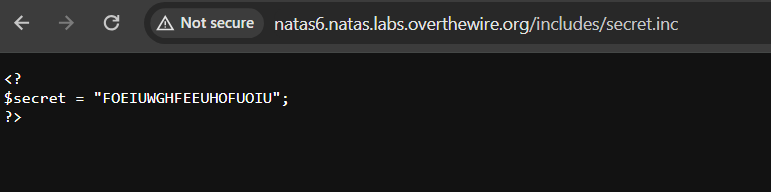 Not secure natas6.natas.labs.overthewire.org/includes/secret.inc
<?
$secret = "FOEIUWGHFEEUHOFUOIU";
?>